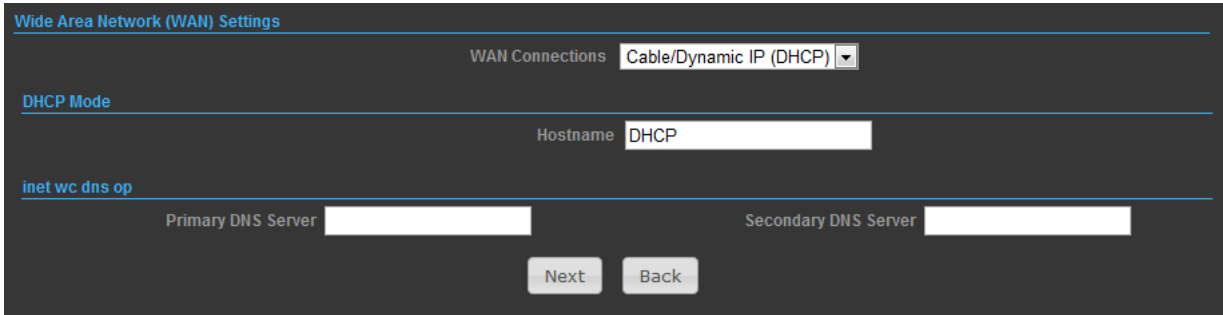 Wide Area Network (WAN) Settings
WAN Connections Cable/Dynamic IP (DHCP)
DHCP Mode
Hostname DHCP
inet wc dns op
Primary DNS Server Secondary DNS Server
Next Back